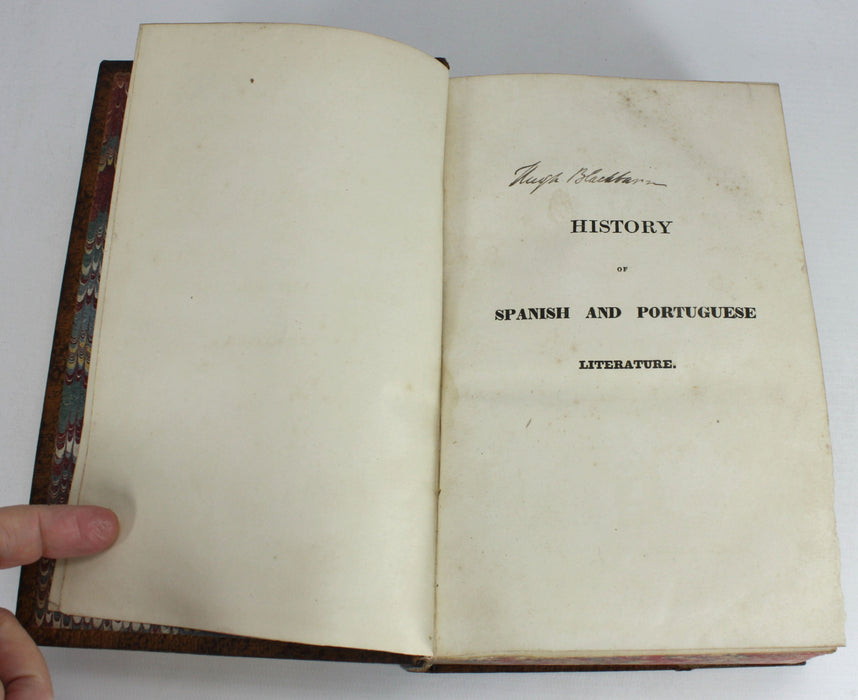 Hugh Blackburn
HISTORY
OF
SPANISH AND PORTUGUESE
LITERATURE.